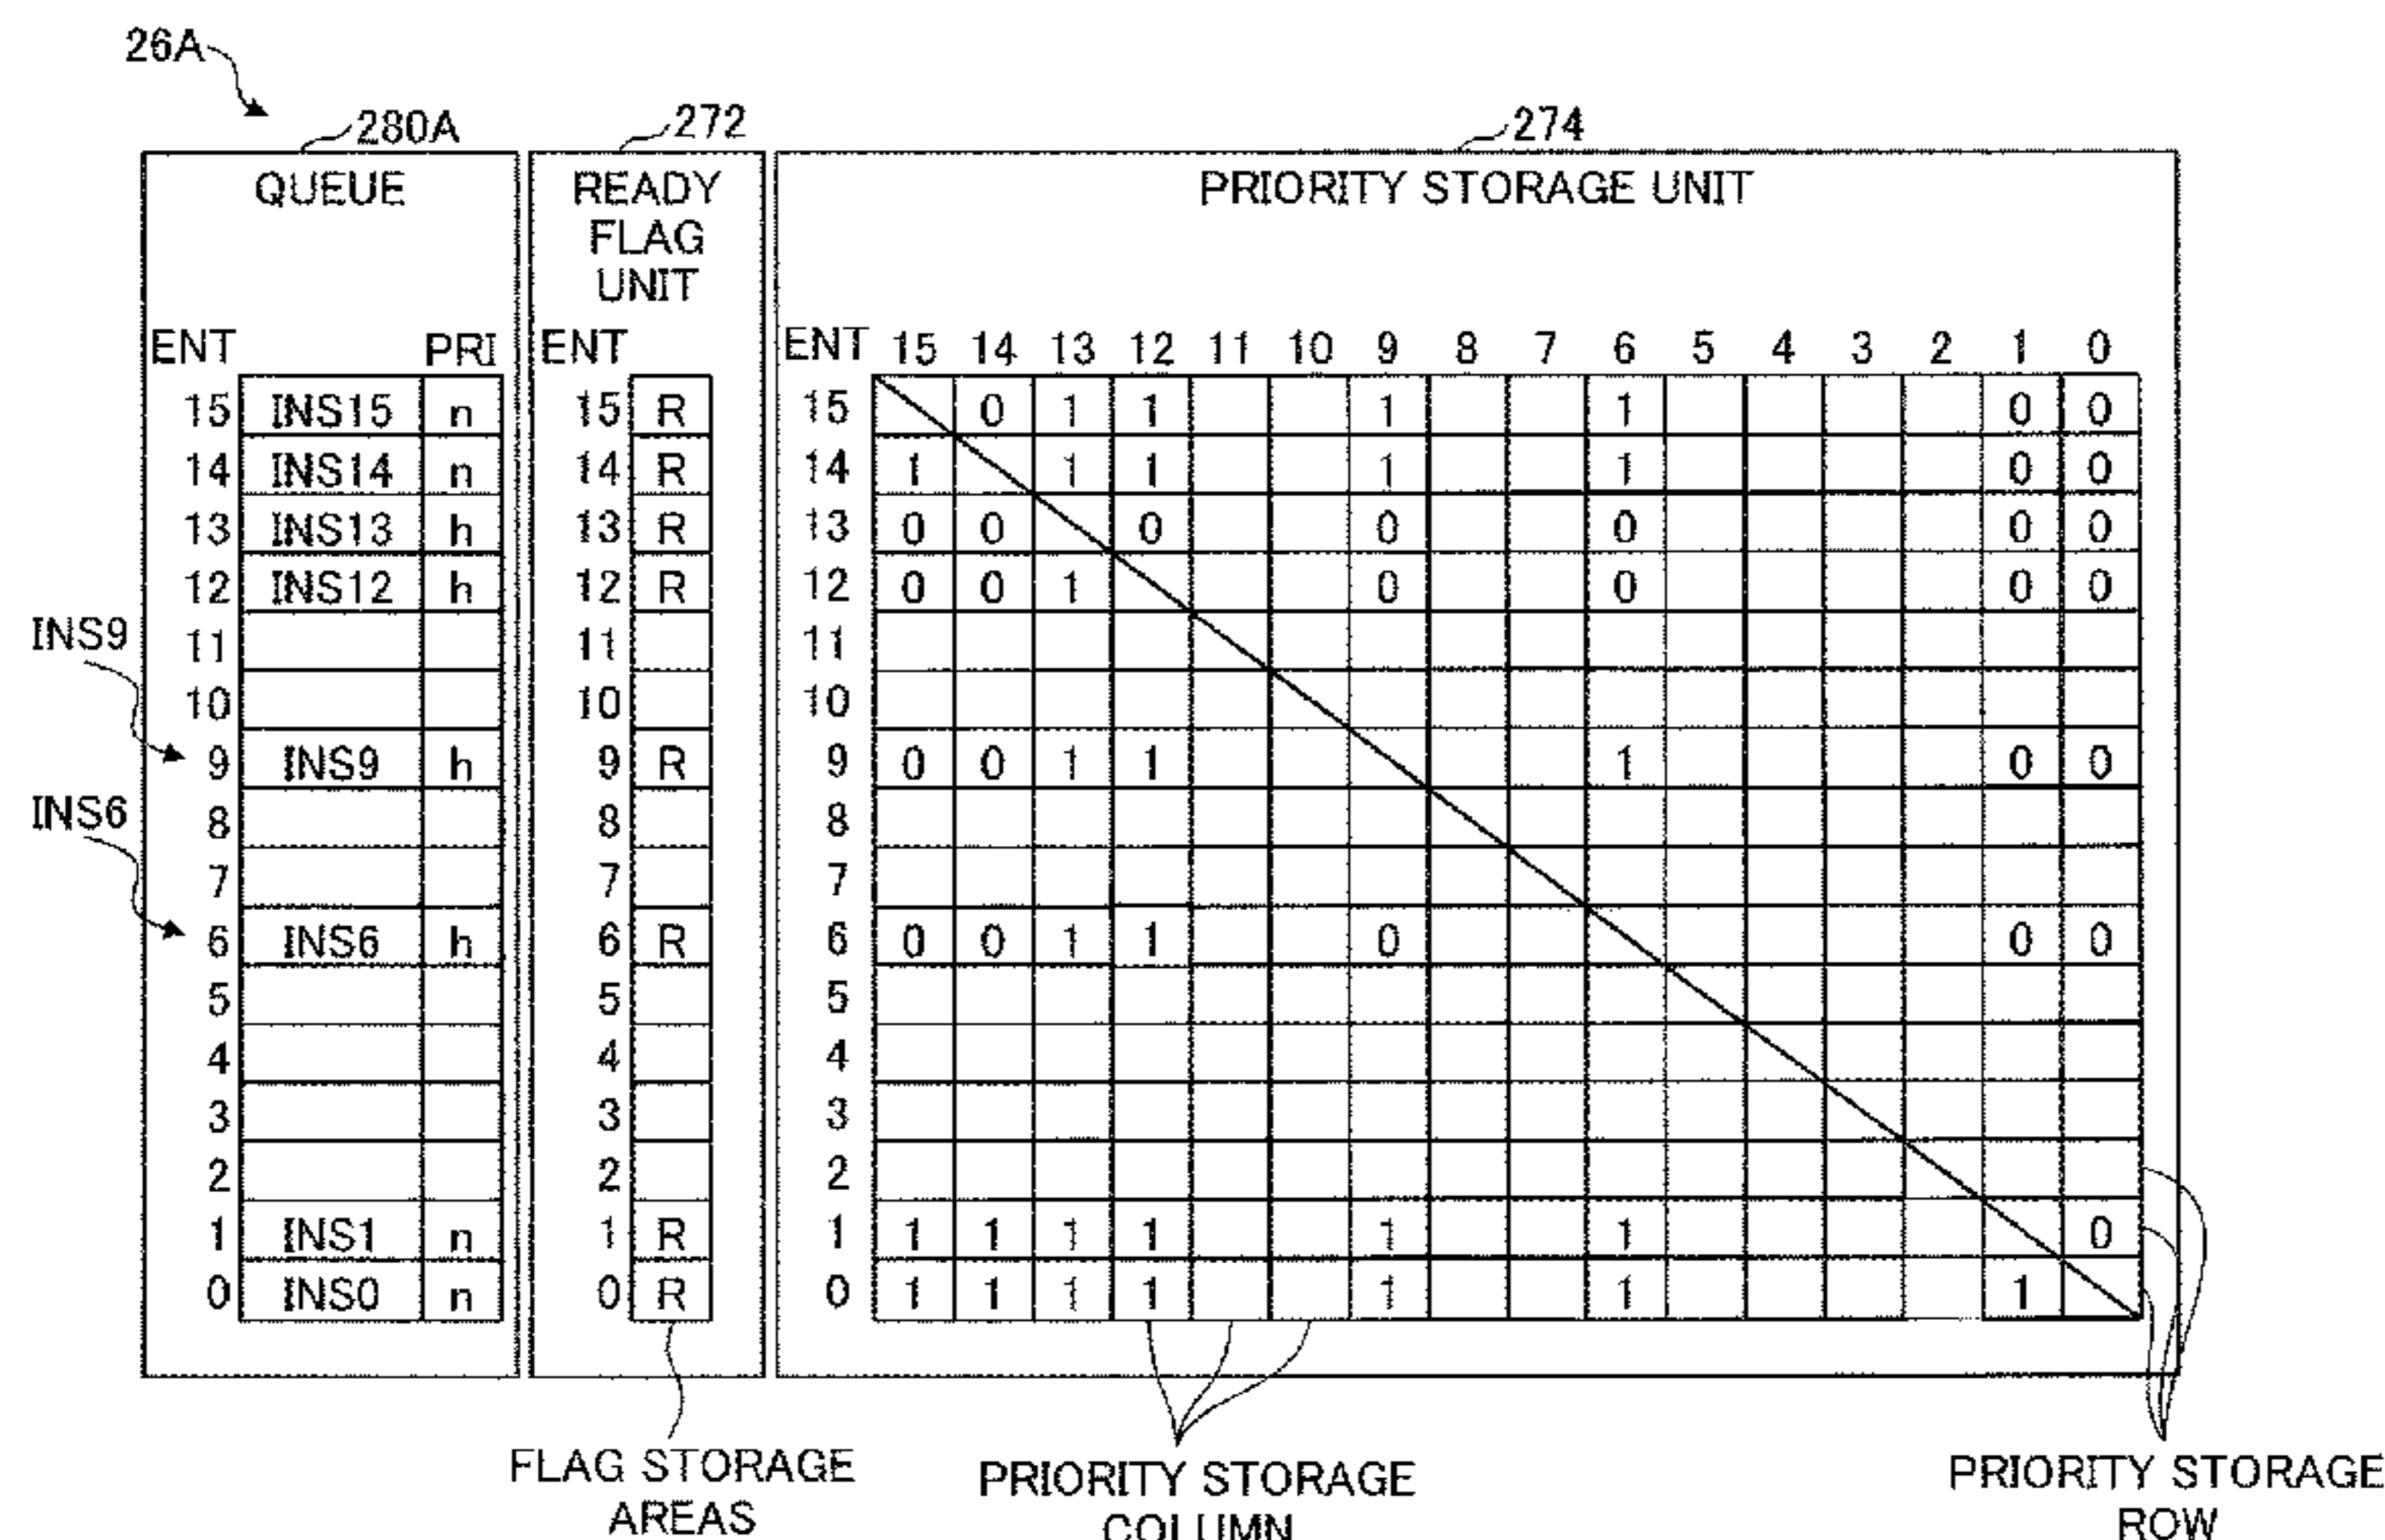 26A
280A
272
274
QUEUE
READY
FLAG
UNIT
PRIORITY STORAGE UNIT
ENT PRI ENT ENT 15 14 13 12 11 10 9 8 7 6 5 4 3 2 1 0
15 INS15 n 15 R 15 0 1 1 1 1 0 0
14 INS14 n 14 R 14 1 1 1 1 1 0 0
13 INS13 h 13 R 13 0 0 0 0 0 0 0
12 INS12 h 12 R 12 0 0 1 0 0 0 0
INS9
11 11 11
10 10 10
9 INS9 h 9 R 9 0 0 1 1 1 0 0
INS6
8 8 8
7 7 7
6 INS6 h 6 R 6 0 0 1 1 0 0 0
5 5 5
4 4 4
3 3 3
2 2 2
1 INS1 n 1 R 1 1 1 1 1 1 1 0
0 INS0 n 0 R 0 1 1 1 1 1 1 1
FLAG STORAGE
AREAS
PRIORITY STORAGE
COLUMN
PRIORITY STORAGE
ROW